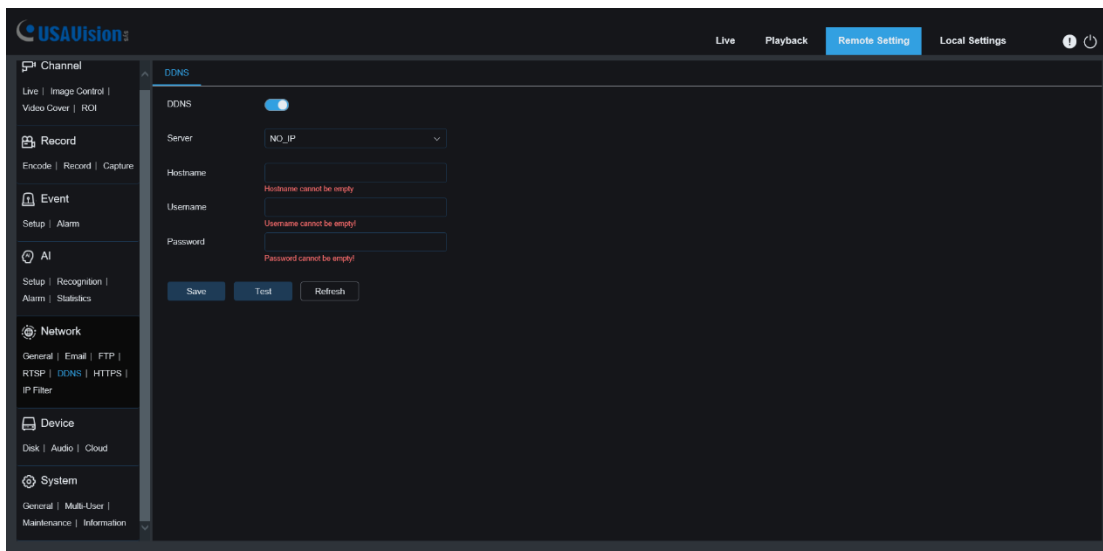 USAVision
Live
Playback
Remote Setting
Local Settings
Channel
Live | Image Control |
Video Cover | ROI
Record
Encode | Record | Capture
Event
Setup | Alarm
AI
Setup | Recognition |
Alarm | Statistics
Network
General | Email | FTP |
RTSP | DDNS | HTTPS |
IP Filter
Device
Disk | Audio | Cloud
System
General | Multi-User |
Maintenance | Information
DDNS
DDNS
Server NO_IP
Hostname
Hostname cannot be empty
Username
Username cannot be empty!
Password
Password cannot be empty!
Save Test Refresh